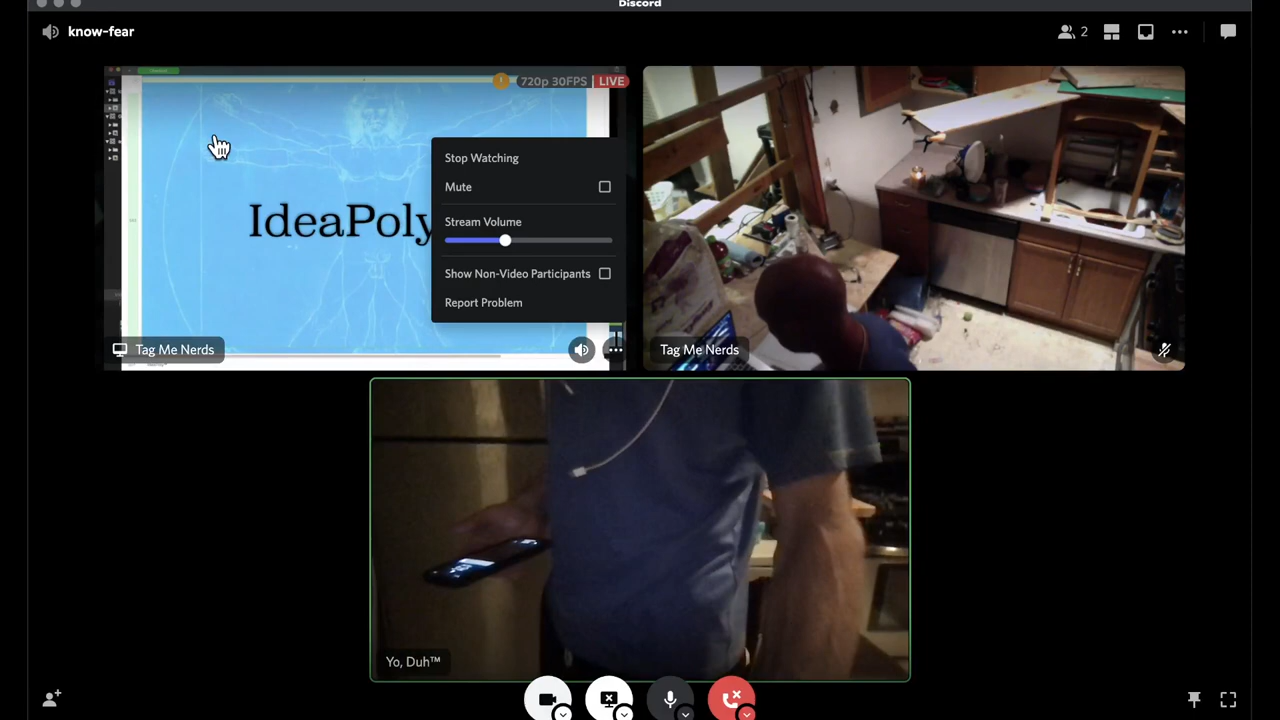 Discord
know-fear
2
720p 30FPS LIVE
IdeaPoly
Stop Watching
Mute
Stream Volume
Show Non-Video Participants
Report Problem
Tag Me Nerds
Tag Me Nerds
Yo, Duh™